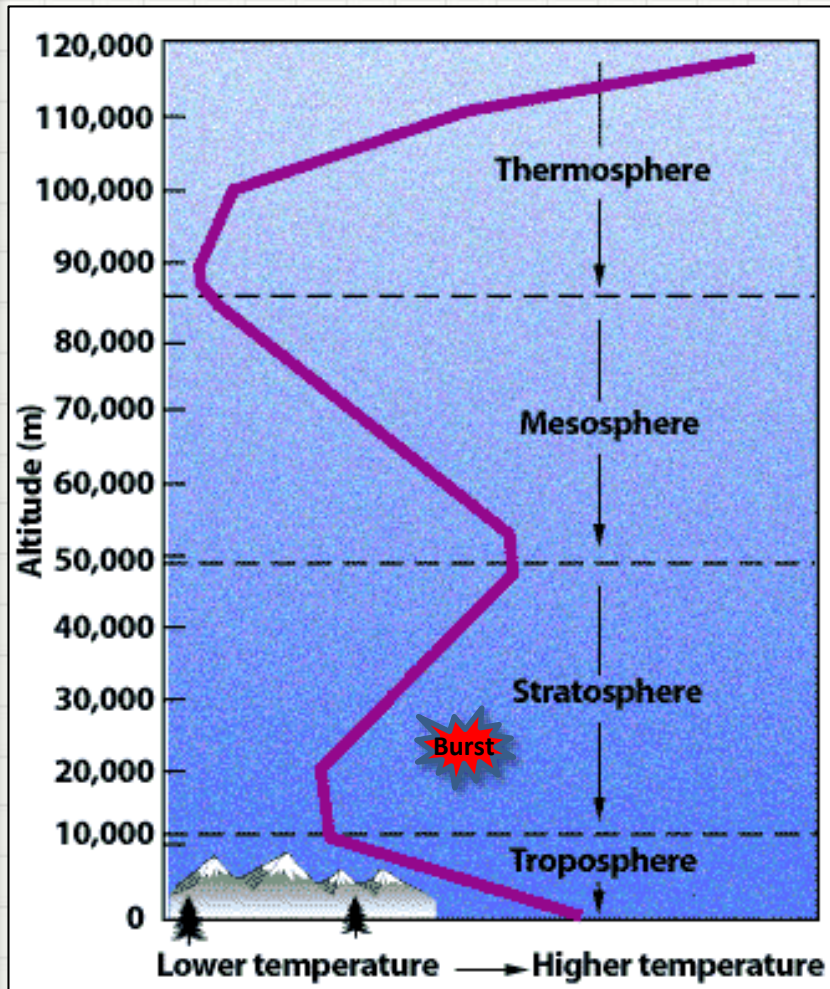 120,000
110,000
Thermosphere
100,000
90,000
80,000
70,000
Mesosphere
60,000
Altitude (m)
50,000
40,000
Stratosphere
30,000
Burst
20,000
10,000
Troposphere
0
Lower temperature Higher temperature